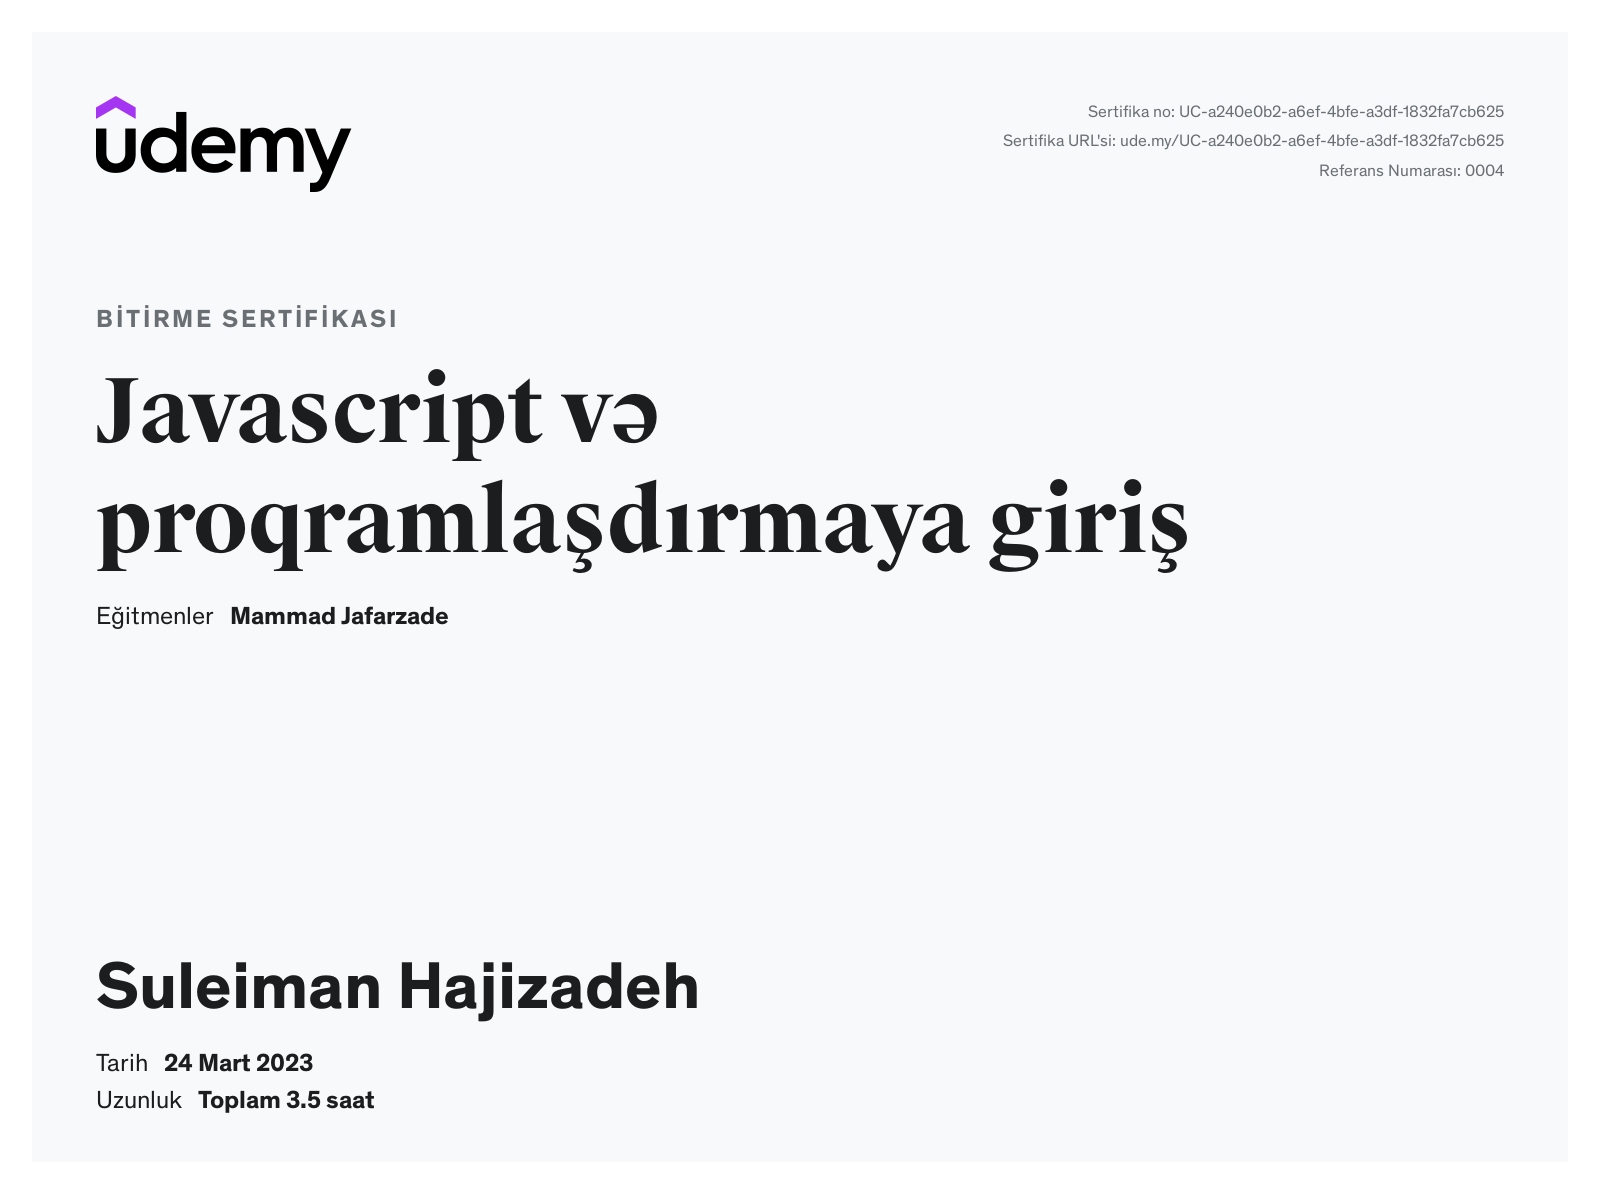 udemy
Sertifika no: UC-a240e0b2-a6ef-4bfe-a3df-1832fa7cb625
Sertifika URL'si: ude.my/UC-a240e0b2-a6ef-4bfe-a3df-1832fa7cb625
Referans Numarası: 0004
BİTİRME SERTİFİKASI
Javascript və
proqramlaşdırmaya giriş
Eğitmenler Mammad Jafarzade
Suleiman Hajizadeh
Tarih 24 Mart 2023
Uzunluk Toplam 3.5 saat